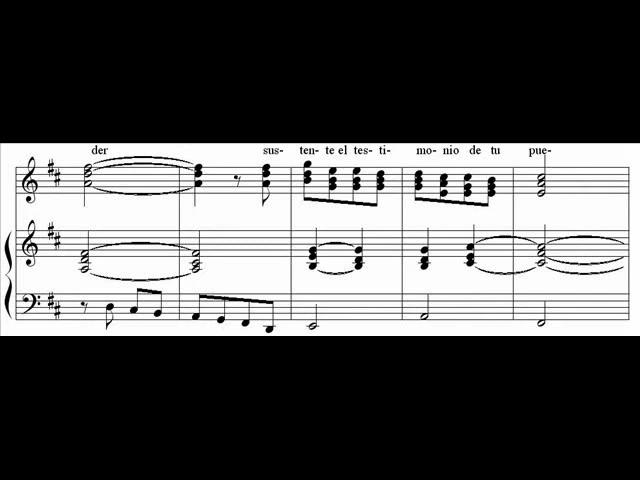 der sus- ten- te el tes- ti- mo- nio de tu pue-